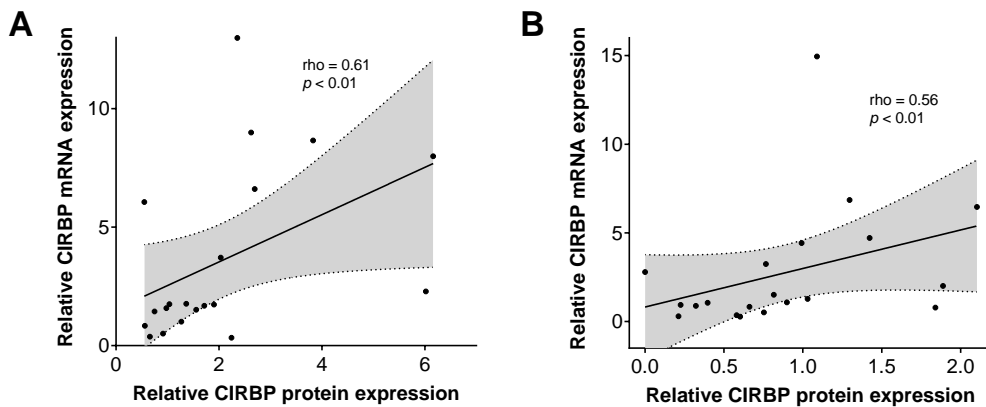 A
rho = 0.61
p < 0.01
Relative CIRBP mRNA expression
10
5
0
0 2 4 6
Relative CIRBP protein expression
B
rho = 0.56
p < 0.01
Relative CIRBP mRNA expression
15
10
5
0
0.0 0.5 1.0 1.5 2.0
Relative CIRBP protein expression